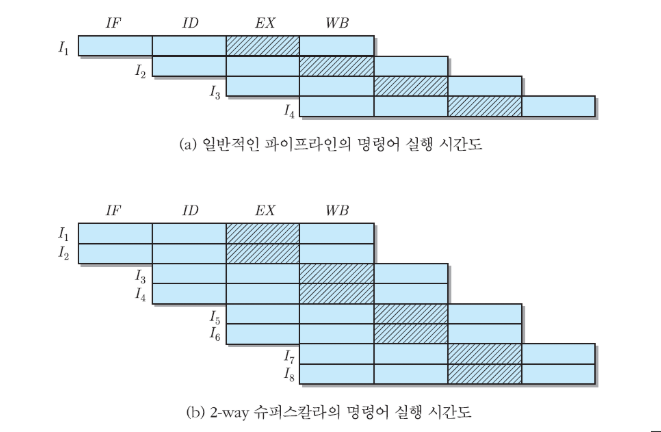 IF ID EX WB
I1
I2
I3
I4
(a) 일반적인 파이프라인의 명령어 실행 시간도
IF ID EX WB
I1
I2
I3
I4
I5
I6
I7
I8
(b) 2-way 슈퍼스칼라의 명령어 실행 시간도